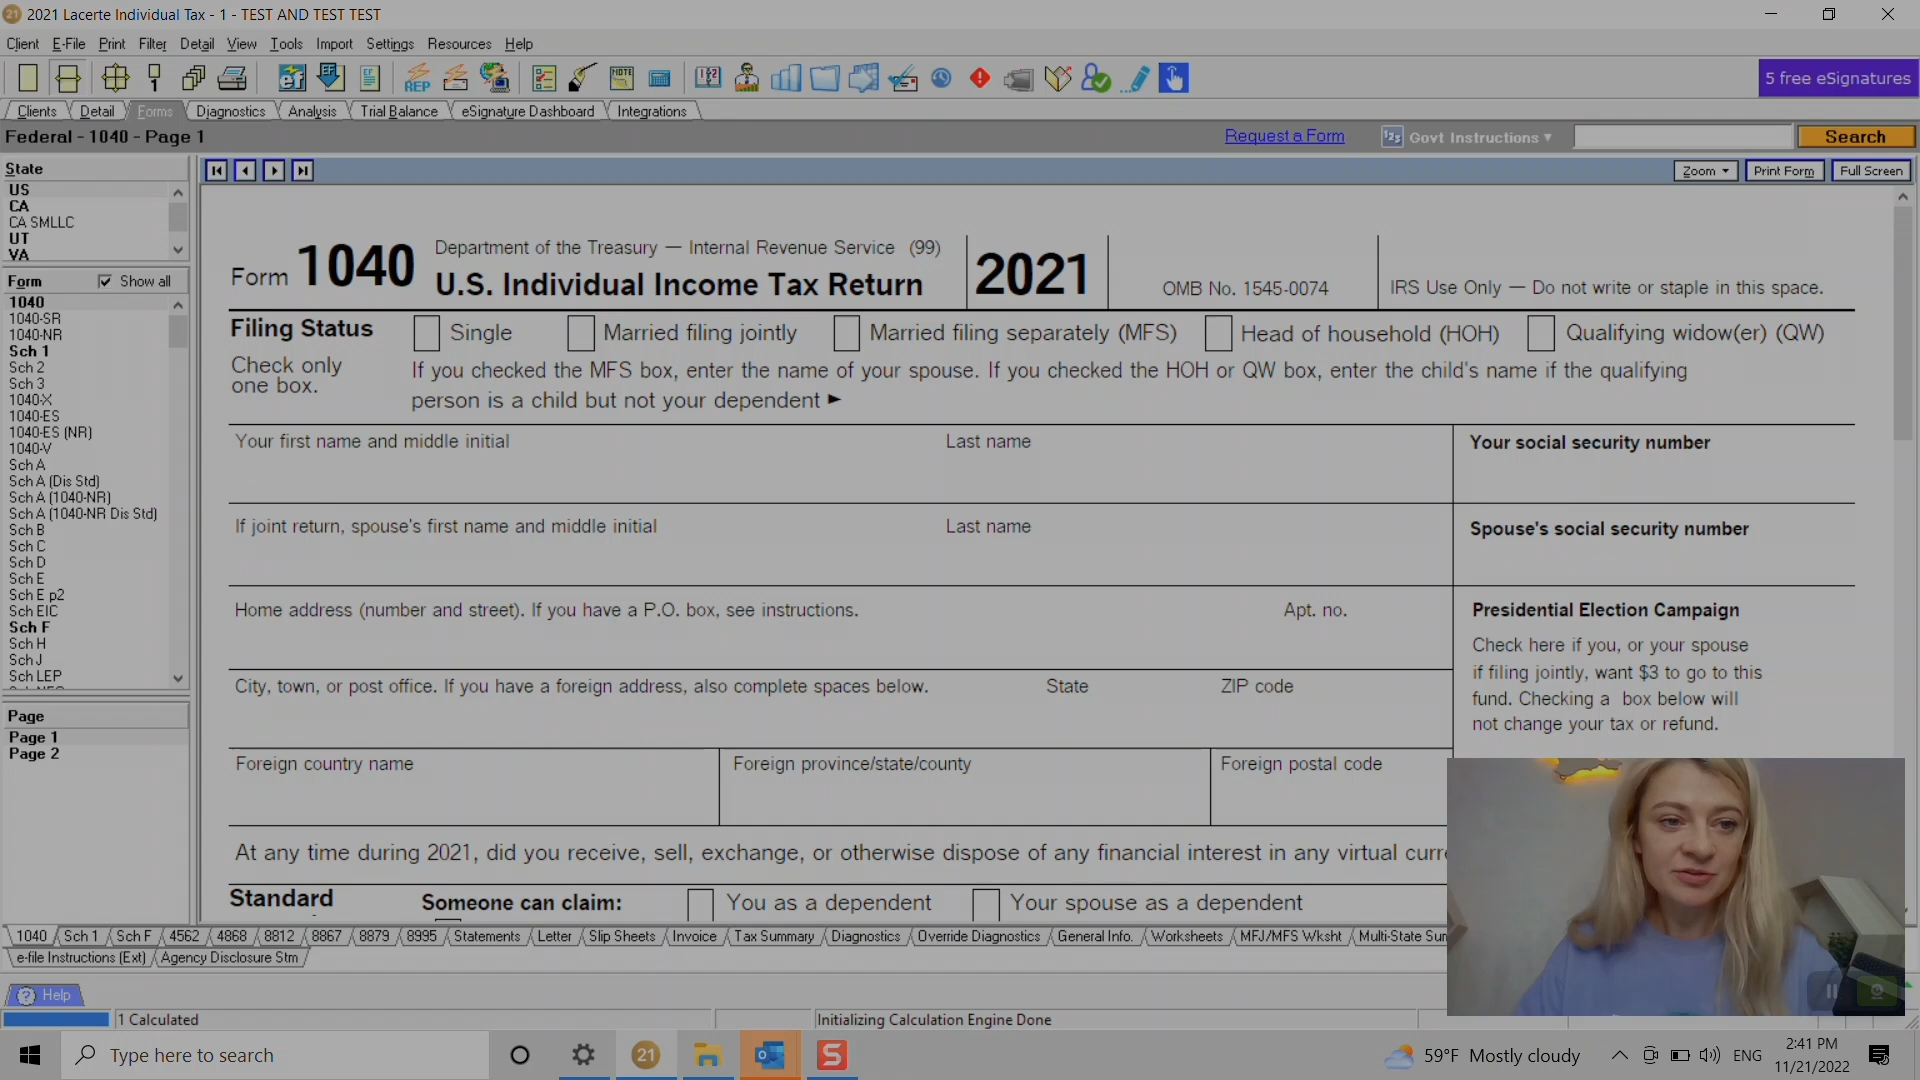 21 2021 Lacerte Individual Tax - 1 - TEST AND TEST TEST
Client E-File Print Filter Detail View Tools Import Settings Resources Help
1 EF EF REP NOTE
5 free eSignatures
Clients Detail Forms Diagnostics Analysis Trial Balance eSignature Dashboard Integrations
Federal - 1040 - Page 1
Request a Form
123 Govt Instructions
Search
State
US
CA
CA SMLLC
UT
VA
Form Show all
1040
1040-SR
1040-NR
Sch 1
Sch 2
Sch 3
1040-X
1040-ES
1040-ES (NR)
1040-V
Sch A
Sch A (Dis Std)
Sch A (1040-NR)
Sch A (1040-NR Dis Std)
Sch B
Sch C
Sch D
Sch E
Sch E p2
Sch EIC
Sch F
Sch H
Sch J
Sch LEP
Page
Page 1
Page 2
Zoom Print Form Full Screen
Form 1040
Department of the Treasury — Internal Revenue Service (99)
U.S. Individual Income Tax Return
2021
OMB No. 1545-0074
IRS Use Only — Do not write or staple in this space.
Filing Status
Check only
one box.
Single Married filing jointly Married filing separately (MFS) Head of household (HOH) Qualifying widow(er) (QW)
If you checked the MFS box, enter the name of your spouse. If you checked the HOH or QW box, enter the child's name if the qualifying
person is a child but not your dependent ►
Your first name and middle initial Last name Your social security number
If joint return, spouse's first name and middle initial Last name Spouse's social security number
Home address (number and street). If you have a P.O. box, see instructions. Apt. no.
Presidential Election Campaign
Check here if you, or your spouse
if filing jointly, want $3 to go to this
fund. Checking a box below will
not change your tax or refund.
City, town, or post office. If you have a foreign address, also complete spaces below. State ZIP code
Foreign country name Foreign province/state/county Foreign postal code
At any time during 2021, did you receive, sell, exchange, or otherwise dispose of any financial interest in any virtual curr
Standard Someone can claim: You as a dependent Your spouse as a dependent
1040 Sch 1 Sch F 4562 4868 8812 8867 8879 8995 Statements Letter Slip Sheets Invoice Tax Summary Diagnostics Override Diagnostics General Info. Worksheets MFJ/MFS Wksht Multi-State Sum
e-file Instructions (Ext) Agency Disclosure Stm
? Help
1 Calculated
Initializing Calculation Engine Done
Type here to search
21
S
59°F Mostly cloudy
ENG
2:41 PM
11/21/2022